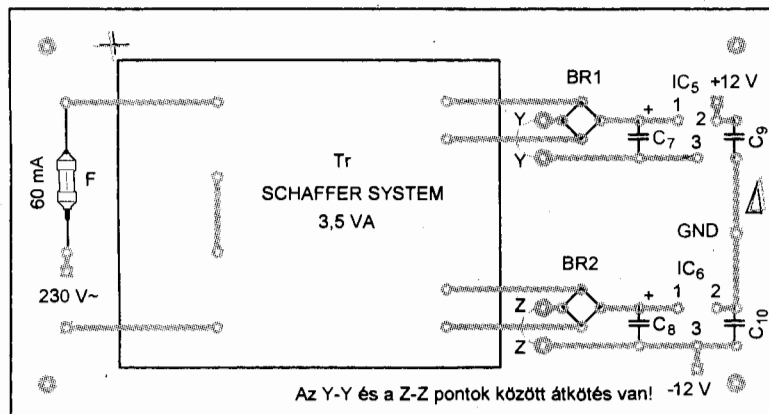 BR1
IC5
+12 V
Y
+
1
2
C7
3
C9
Y
60 mA
F
Tr
SCHAFFER SYSTEM
3,5 VA
GND
BR2
IC6
230 V~
Z
+
1
2
C8
3
C10
Z
Az Y-Y és a Z-Z pontok között átkötés van!
-12 V